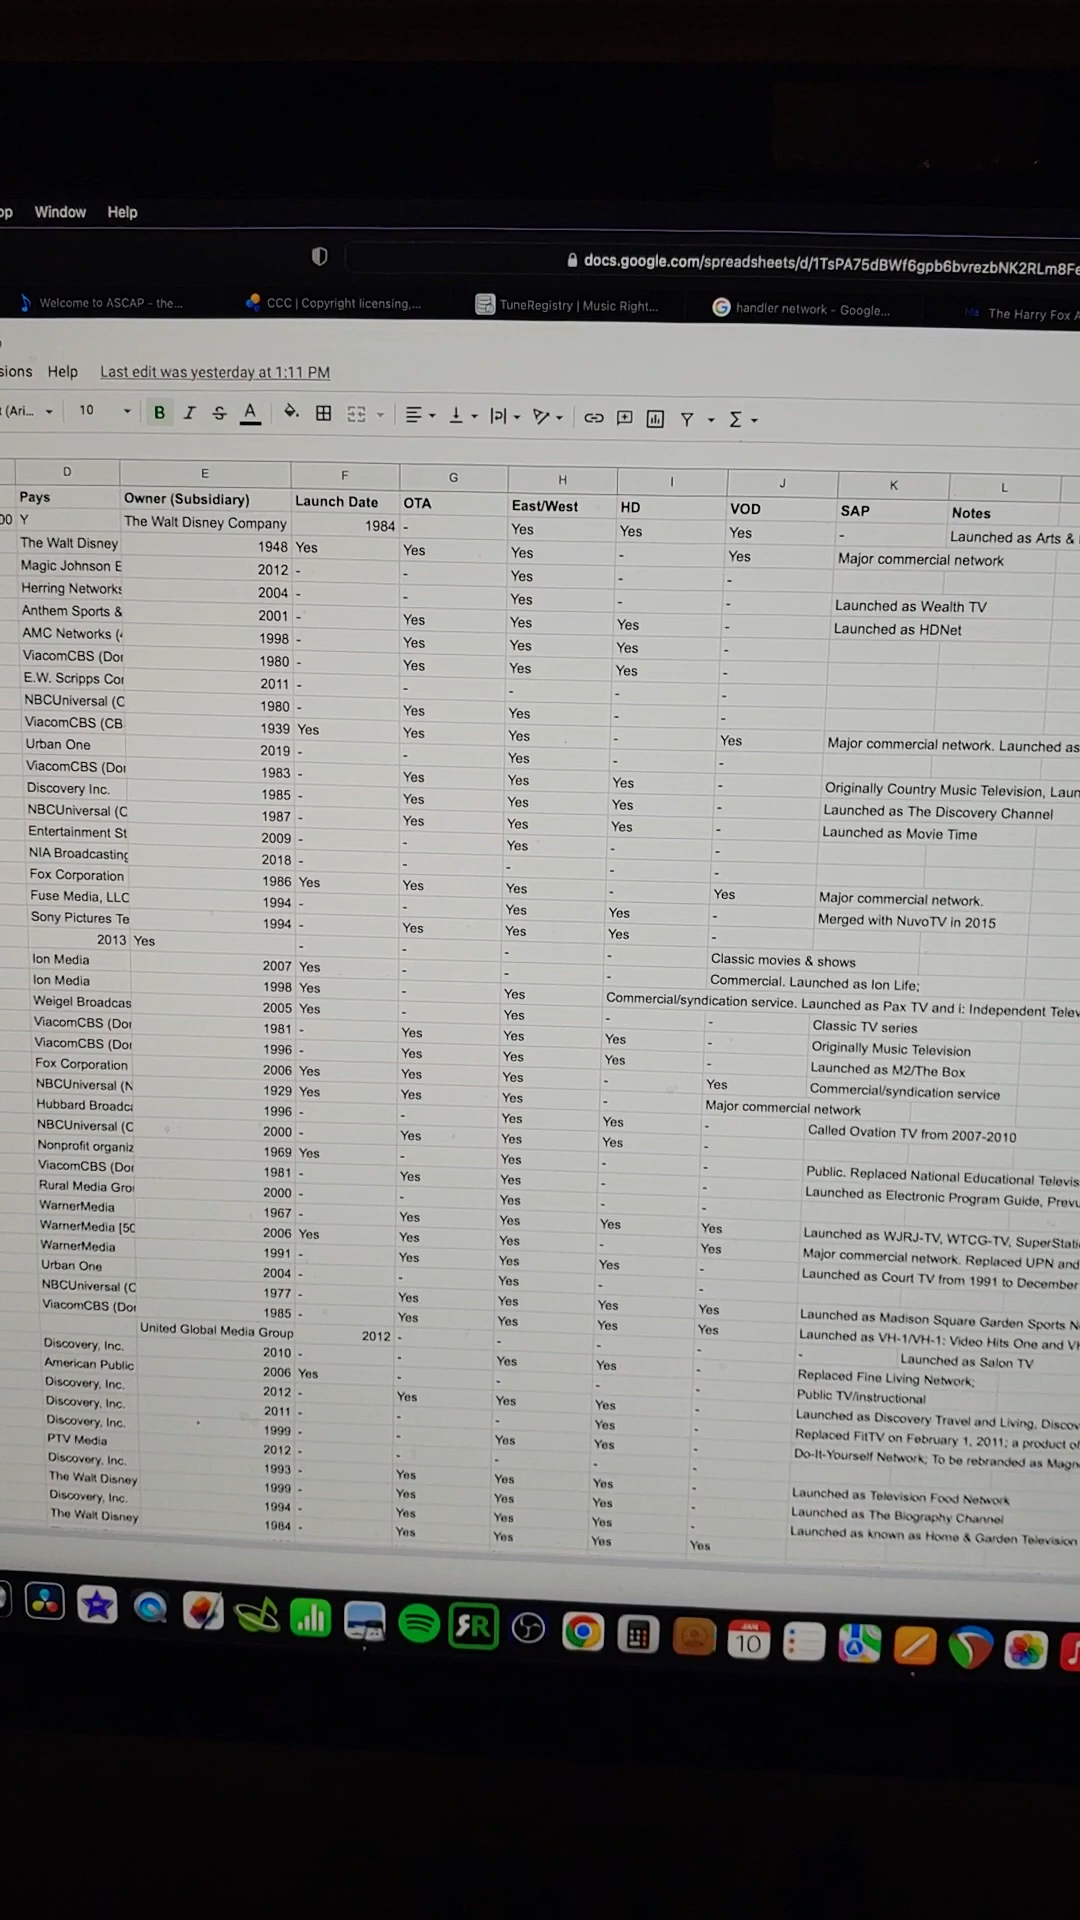 op Window Help
docs.google.com/spreadsheets/d/1TsPA75dBWf6gpb6bvrezbNK2RLm8Fe
Welcome to ASCAP - the... CCC | Copyright licensing,... TuneRegistry | Music Right... handler network - Google... The Harry Fox A
sions Help Last edit was yesterday at 1:11 PM
t (Ari... 10 B I S A
D E F G H I J K L
Pays Owner (Subsidiary) Launch Date OTA East/West HD VOD SAP Notes
00 Y The Walt Disney Company 1984 - Yes Yes Yes - Launched as Arts &
The Walt Disney 1948 Yes Yes Yes - Yes Major commercial network
Magic Johnson E 2012 - - Yes - -
Herring Networks 2004 - - Yes - - Launched as Wealth TV
Anthem Sports & 2001 - Yes Yes Yes - Launched as HDNet
AMC Networks ( 1998 - Yes Yes Yes -
ViacomCBS (Dor 1980 - Yes Yes Yes -
E.W. Scripps Cor 2011 - - - - -
NBCUniversal (C 1980 - Yes Yes - -
ViacomCBS (CB 1939 Yes Yes Yes - Yes Major commercial network. Launched as
Urban One 2019 - - Yes - -
ViacomCBS (Dor 1983 - Yes Yes Yes - Originally Country Music Television, Laun
Discovery Inc. 1985 - Yes Yes Yes - Launched as The Discovery Channel
NBCUniversal (C 1987 - Yes Yes Yes - Launched as Movie Time
Entertainment St 2009 - - Yes - -
NIA Broadcasting 2018 - - - - -
Fox Corporation 1986 Yes Yes Yes - Yes Major commercial network.
Fuse Media, LLC 1994 - - Yes Yes - Merged with NuvoTV in 2015
Sony Pictures Te 1994 - Yes Yes Yes -
2013 Yes - - - - Classic movies & shows
Ion Media 2007 Yes - - - Commercial. Launched as Ion Life;
Ion Media 1998 Yes - Yes Commercial/syndication service. Launched as Pax TV and i: Independent Telev
Weigel Broadcas 2005 Yes - Yes - - Classic TV series
ViacomCBS (Dor 1981 - Yes Yes Yes - Originally Music Television
ViacomCBS (Dor 1996 - Yes Yes Yes - Launched as M2/The Box
Fox Corporation 2006 Yes Yes Yes - Yes Commercial/syndication service
NBCUniversal (N 1929 Yes Yes Yes - Major commercial network
Hubbard Broadca 1996 - - Yes Yes - Called Ovation TV from 2007-2010
NBCUniversal (C 2000 - Yes Yes Yes -
Nonprofit organiz 1969 Yes - Yes - - Public. Replaced National Educational Televis
ViacomCBS (Dor 1981 - Yes Yes - - Launched as Electronic Program Guide, Prevu
Rural Media Grou 2000 - - Yes - -
WarnerMedia 1967 - Yes Yes Yes Yes Launched as WJRJ-TV, WTCG-TV, SuperStati
WarnerMedia [50 2006 Yes Yes Yes - Yes Major commercial network. Replaced UPN and
WarnerMedia 1991 - Yes Yes Yes - Launched as Court TV from 1991 to December
Urban One 2004 - - Yes - -
NBCUniversal (C 1977 - Yes Yes Yes Yes Launched as Madison Square Garden Sports N
ViacomCBS (Dor 1985 - Yes Yes Yes Yes Launched as VH-1/VH-1: Video Hits One and VH
United Global Media Group 2012 - - - - - Launched as Salon TV
Discovery, Inc. 2010 - - Yes Yes - Replaced Fine Living Network;
American Public 2006 Yes - - - - Public TV/instructional
Discovery, Inc. 2012 - Yes Yes Yes - Launched as Discovery Travel and Living, Discov
Discovery, Inc. 2011 - - - Yes - Replaced FitTV on February 1, 2011; a product of
Discovery, Inc. 1999 - - Yes Yes - Do-It-Yourself Network; To be rebranded as Magn
PTV Media 2012 - - - - -
Discovery, Inc. 1993 - Yes Yes Yes - Launched as Television Food Network
The Walt Disney 1999 - Yes Yes Yes - Launched as The Biography Channel
Discovery, Inc. 1994 - Yes Yes Yes - Launched as known as Home & Garden Television
The Walt Disney 1984 - Yes Yes Yes Yes
JAN
10